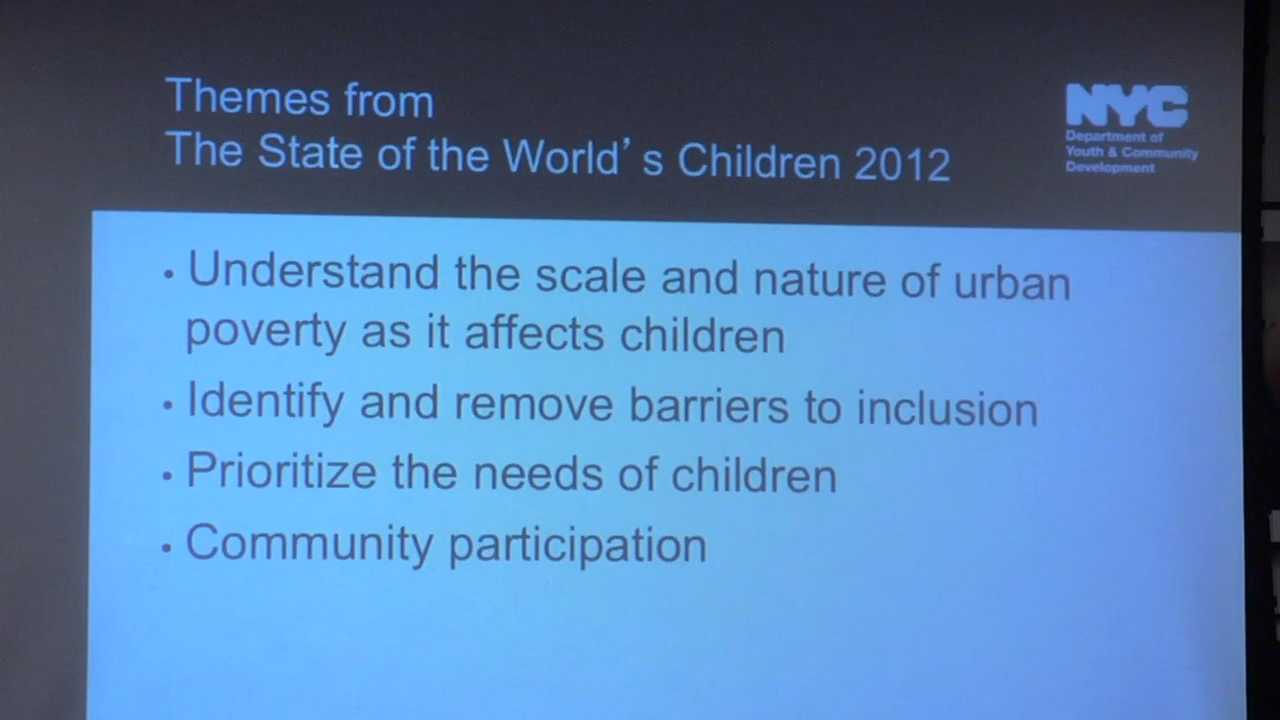 Themes from
The State of the World's Children 2012
NYC
Department of
Youth & Community
Development
• Understand the scale and nature of urban
poverty as it affects children
• Identify and remove barriers to inclusion
• Prioritize the needs of children
• Community participation